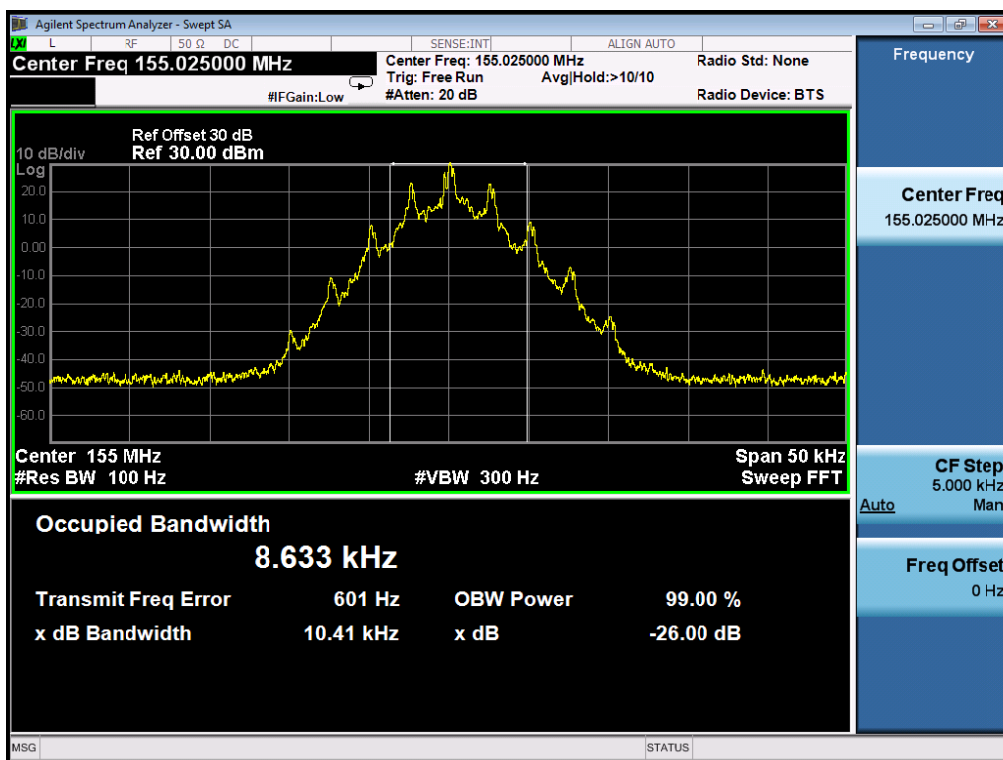 Agilent Spectrum Analyzer - Swept SA
LXI L RF 50 Ω DC SENSE:INT ALIGN AUTO
Center Freq 155.025000 MHz
#IFGain:Low
Center Freq: 155.025000 MHz
Trig: Free Run Avg|Hold:>10/10
#Atten: 20 dB
Radio Std: None
Radio Device: BTS
Ref Offset 30 dB
10 dB/div Ref 30.00 dBm
Log
20.0
10.0
0.00
-10.0
-20.0
-30.0
-40.0
-50.0
-60.0
Center 155 MHz Span 50 kHz
#Res BW 100 Hz #VBW 300 Hz Sweep FFT
Occupied Bandwidth
8.633 kHz
Transmit Freq Error 601 Hz OBW Power 99.00 %
x dB Bandwidth 10.41 kHz x dB -26.00 dB
MSG STATUS
Frequency
Center Freq
155.025000 MHz
CF Step
5.000 kHz
Auto Man
Freq Offset
0 Hz